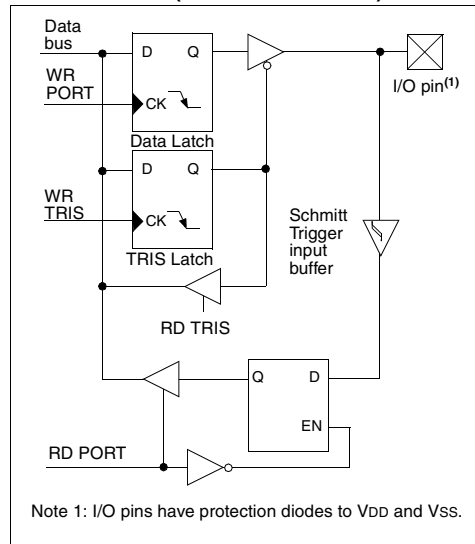 Data
bus
D Q
WR
PORT
CK
I/O pin(1)
Data Latch
D Q
WR
TRIS
CK
Schmitt
Trigger
input
buffer
TRIS Latch
RD TRIS
Q D
EN
RD PORT
Note 1: I/O pins have protection diodes to VDD and VSS.